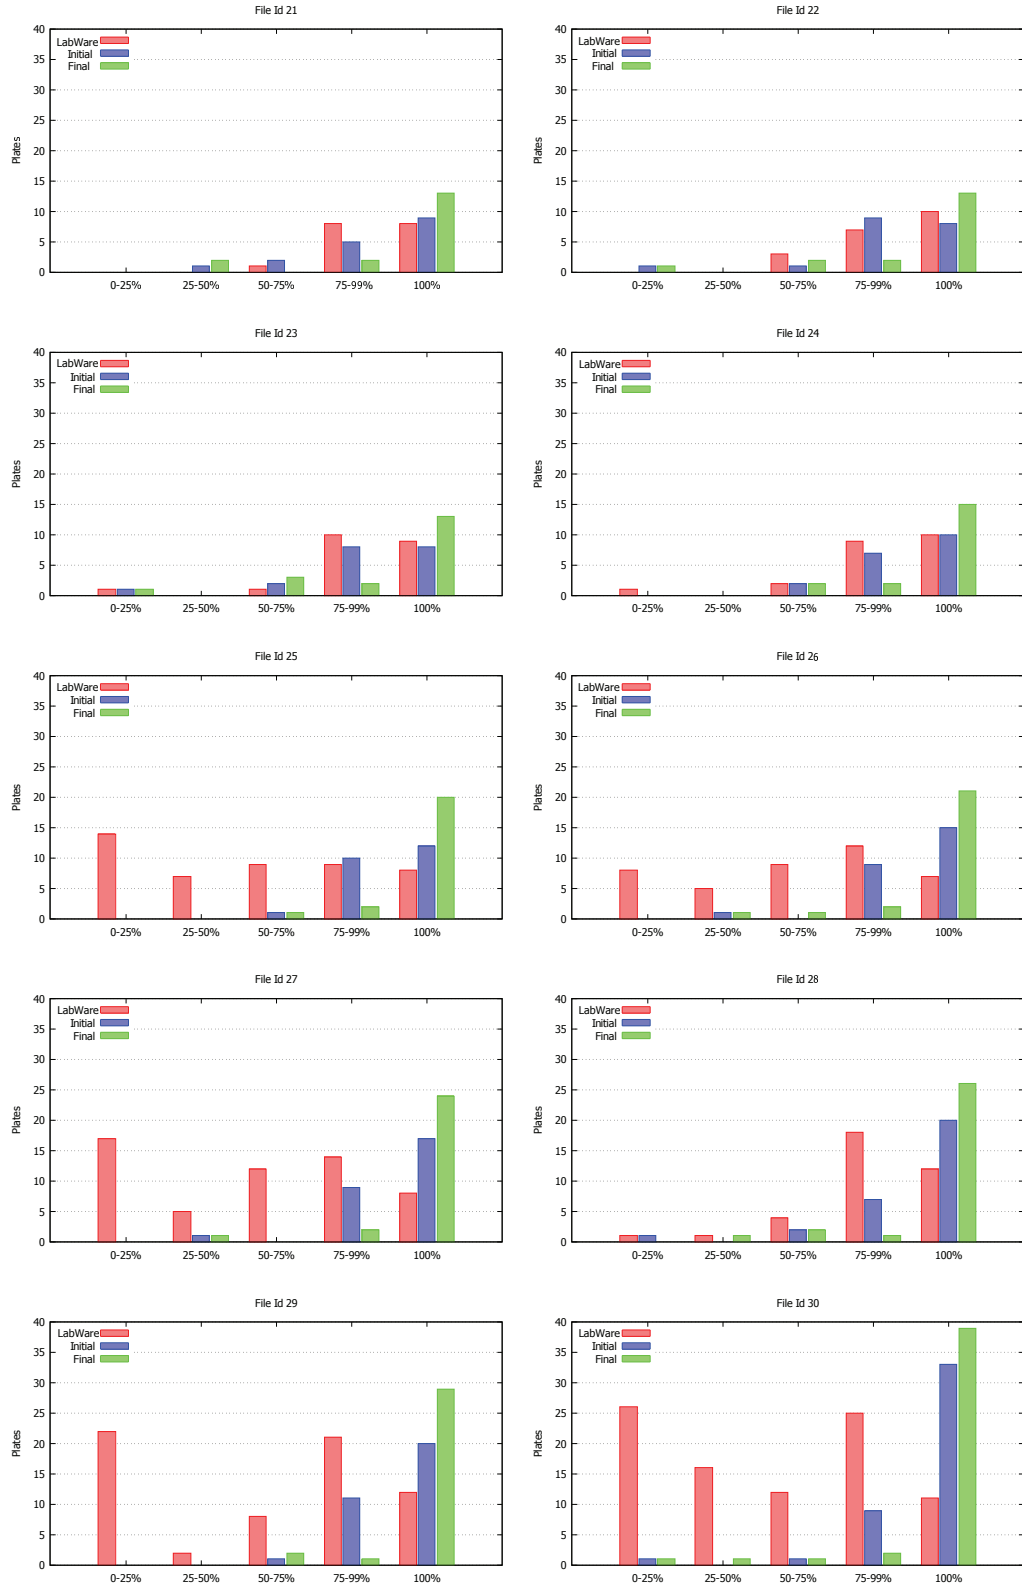 File Id 21
LabWare
Initial
Final
Plates
40
35
30
25
20
15
10
5
0
0-25% 25-50% 50-75% 75-99% 100%
File Id 22
LabWare
Initial
Final
Plates
40
35
30
25
20
15
10
5
0
0-25% 25-50% 50-75% 75-99% 100%
File Id 23
LabWare
Initial
Final
Plates
40
35
30
25
20
15
10
5
0
0-25% 25-50% 50-75% 75-99% 100%
File Id 24
LabWare
Initial
Final
Plates
40
35
30
25
20
15
10
5
0
0-25% 25-50% 50-75% 75-99% 100%
File Id 25
LabWare
Initial
Final
Plates
40
35
30
25
20
15
10
5
0
0-25% 25-50% 50-75% 75-99% 100%
File Id 26
LabWare
Initial
Final
Plates
40
35
30
25
20
15
10
5
0
0-25% 25-50% 50-75% 75-99% 100%
File Id 27
LabWare
Initial
Final
Plates
40
35
30
25
20
15
10
5
0
0-25% 25-50% 50-75% 75-99% 100%
File Id 28
LabWare
Initial
Final
Plates
40
35
30
25
20
15
10
5
0
0-25% 25-50% 50-75% 75-99% 100%
File Id 29
LabWare
Initial
Final
Plates
40
35
30
25
20
15
10
5
0
0-25% 25-50% 50-75% 75-99% 100%
File Id 30
LabWare
Initial
Final
Plates
40
35
30
25
20
15
10
5
0
0-25% 25-50% 50-75% 75-99% 100%